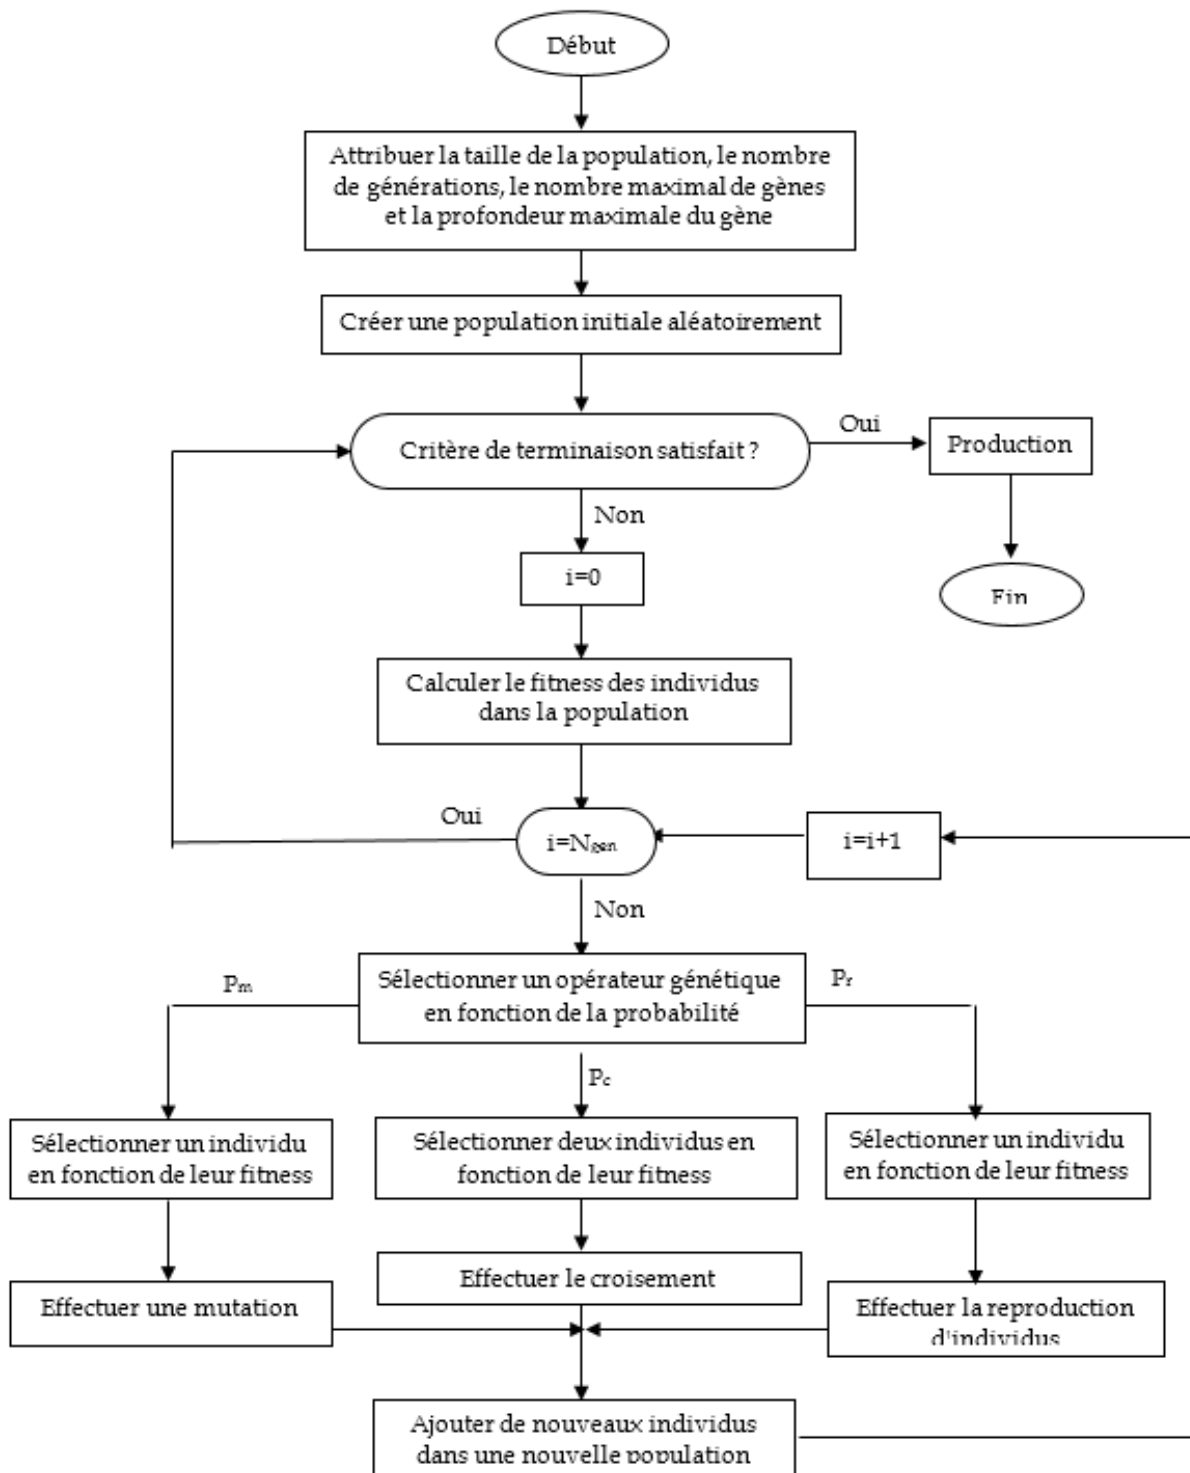 Début
Attribuer la taille de la population, le nombre
de générations, le nombre maximal de gènes
et la profondeur maximale du gène
Créer une population initiale aléatoirement
Critère de terminaison satisfait ?
Oui
Production
Non
i=0
Fin
Calculer le fitness des individus
dans la population
Oui
i=Ngen
i=i+1
Non
Sélectionner un opérateur génétique
en fonction de la probabilité
Pm
Pr
Pc
Sélectionner un individu
en fonction de leur fitness
Sélectionner deux individus en
fonction de leur fitness
Sélectionner un individu
en fonction de leur fitness
Effectuer une mutation
Effectuer le croisement
Effectuer la reproduction
d'individus
Ajouter de nouveaux individus
dans une nouvelle population